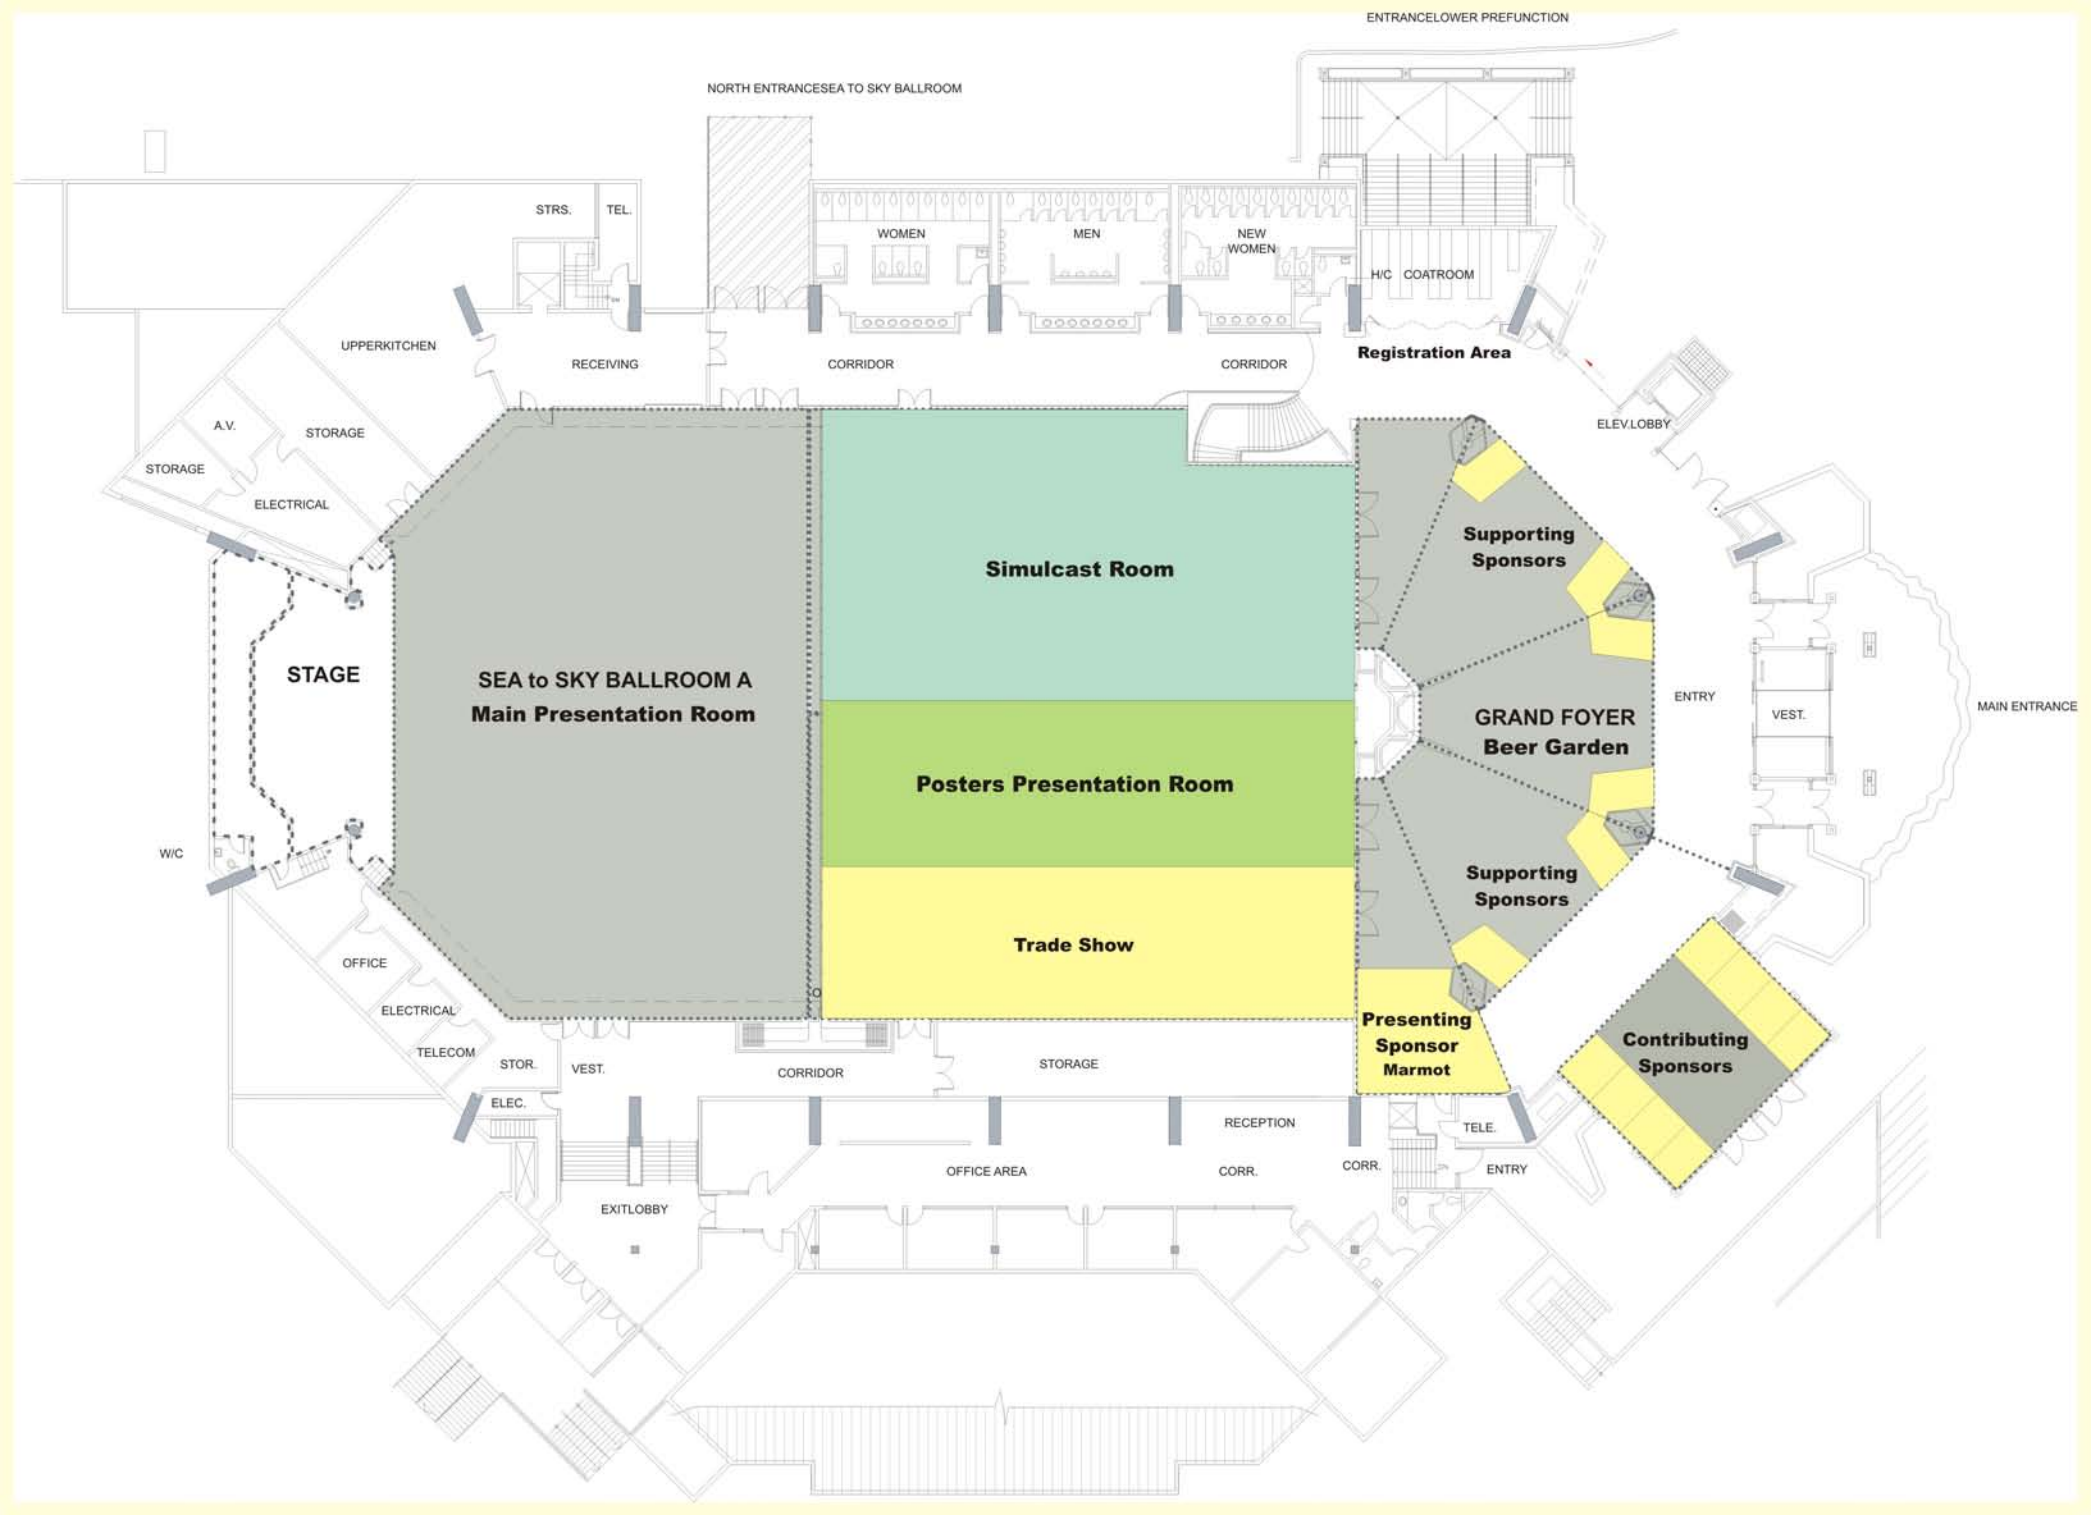 ENTRANCELOWER PREFUNCTION
NORTH ENTRANCESEA TO SKY BALLROOM
STRS.
TEL.
WOMEN
MEN
NEW
WOMEN
H/C COATROOM
UPPERKITCHEN
RECEIVING
CORRIDOR
CORRIDOR
Registration Area
A.V.
STORAGE
STORAGE
ELECTRICAL
ELEV.LOBBY
Supporting
Sponsors
Simulcast Room
STAGE
SEA to SKY BALLROOM A
Main Presentation Room
GRAND FOYER
Beer Garden
ENTRY
VEST.
MAIN ENTRANCE
Posters Presentation Room
W/C
Supporting
Sponsors
Trade Show
OFFICE
ELECTRICAL
TELECOM
STOR.
VEST.
CORRIDOR
STORAGE
Presenting
Sponsor
Marmot
Contributing
Sponsors
ELEC.
RECEPTION
TELE.
OFFICE AREA
CORR.
CORR.
ENTRY
EXITLOBBY